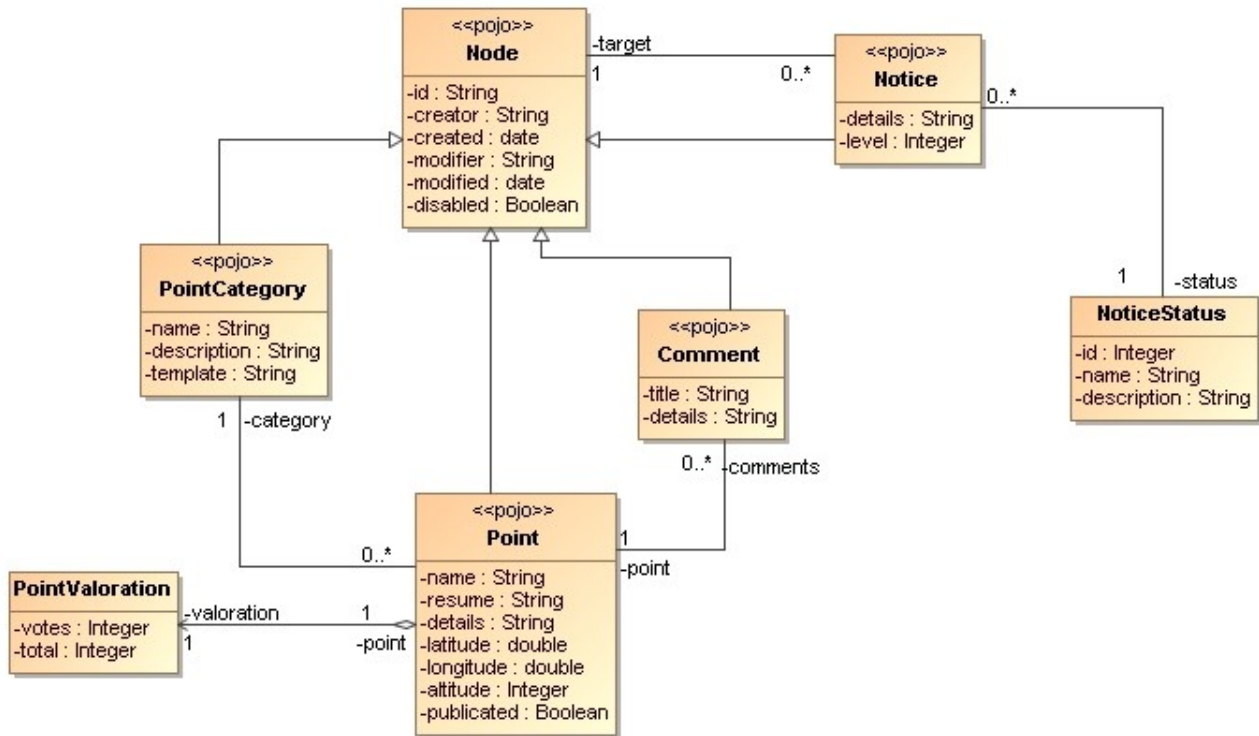 <<pojo>>
Node
-id : String
-creator : String
-created : date
-modifier : String
-modified : date
-disabled : Boolean
-target
1
0..*
<<pojo>>
Notice
-details : String
-level : Integer
0..*
1
-status
NoticeStatus
-id : Integer
-name : String
-description : String
<<pojo>>
PointCategory
-name : String
-description : String
-template : String
1
-category
<<pojo>>
Comment
-title : String
-details : String
0..*
-comments
0..*
<<pojo>>
Point
-name : String
-resume : String
-details : String
-latitude : double
-longitude : double
-altitude : Integer
-publicated : Boolean
1
-point
PointValoration
-votes : Integer
-total : Integer
-valoration
1
1
-point